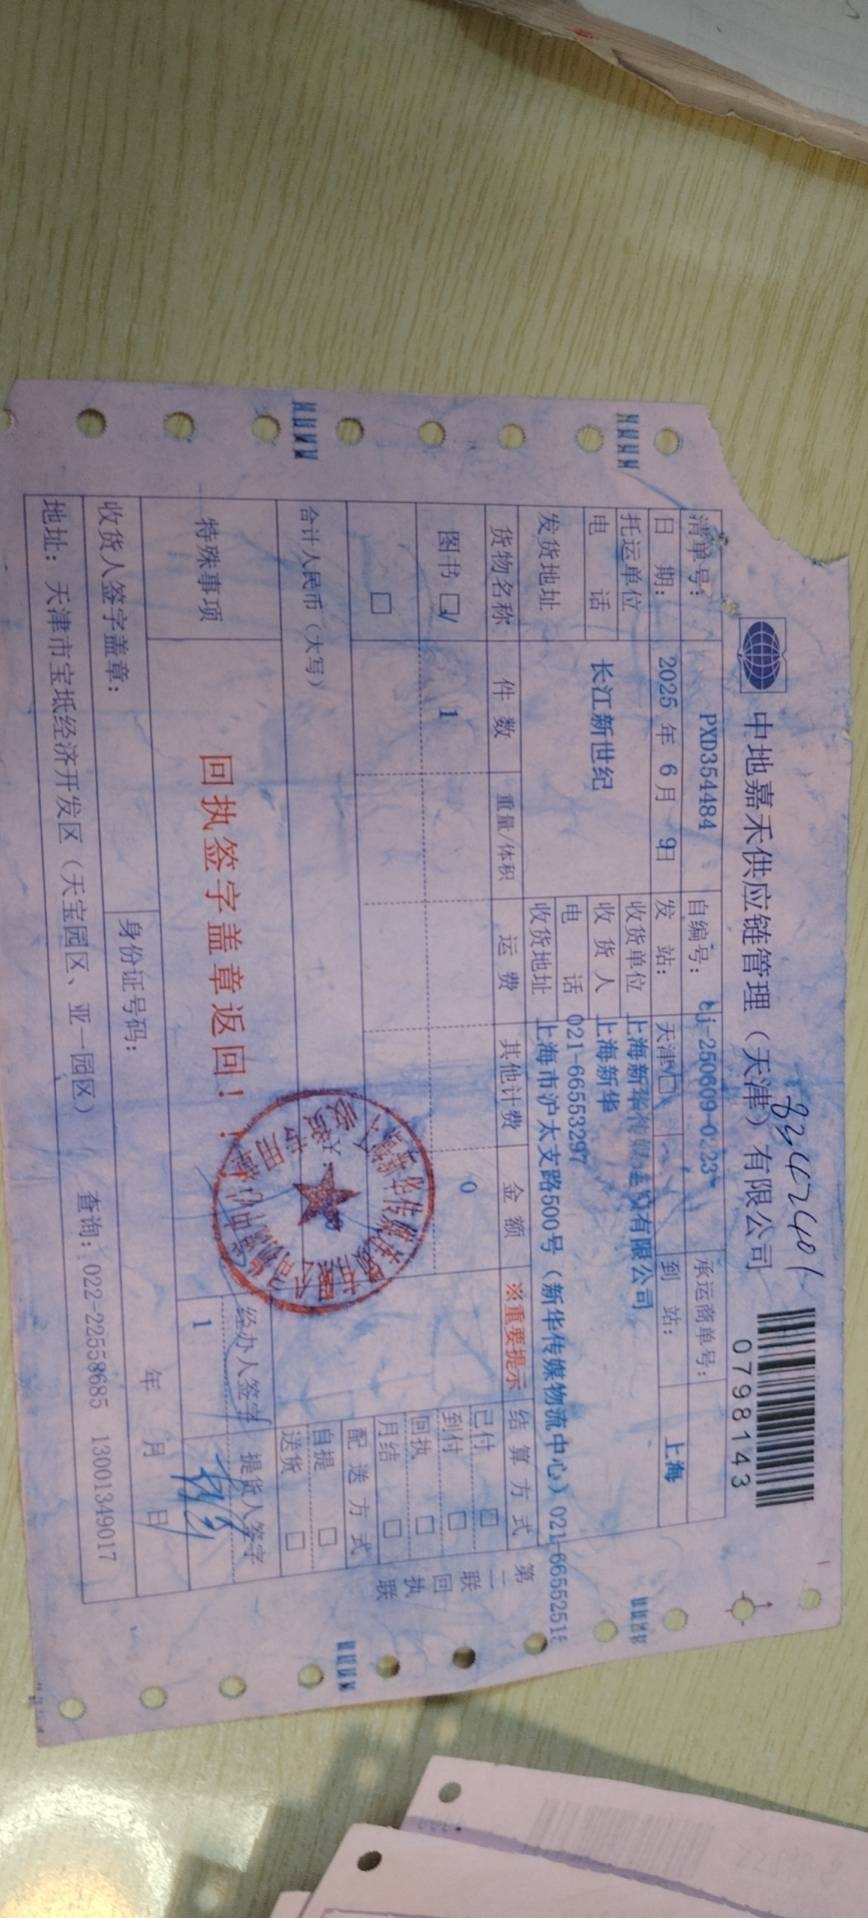 8242401
中地嘉禾供应链管理（天津）有限公司
0798143
清单号： PXD354484 自编号： cj-250609-0223 承运商单号：
日 期： 2025 年 6 月 9日 发 站： 天津 到 站： 上海
托运单位 长江新世纪 收货单位 上海新华 有限公司
电 话 收 货 人 上海新华
电 话 021-66553297
发货地址 收货地址 上海市沪太支路500号（新华传媒物流中心）021-6655251
货物名称 件 数 重量/体积 运 费 其他计费 金 额 ※重要提示 结 算 方 式
图书 ☑ 1 0
已付 ☑
到付 □
回执 □
月结 □
□
配 送 方 式
合计人民币（大写）
自提 □
送货 □
第二联 回执联
特殊事项 回执签字盖章返回！！
经办人签字 提货人签字
1
收货人签字盖章： 身份证号码： 年 月 日
地址：天津市宝坻经济开发区（天宝园区、亚一园区） 查询：022-22558685 13001349017